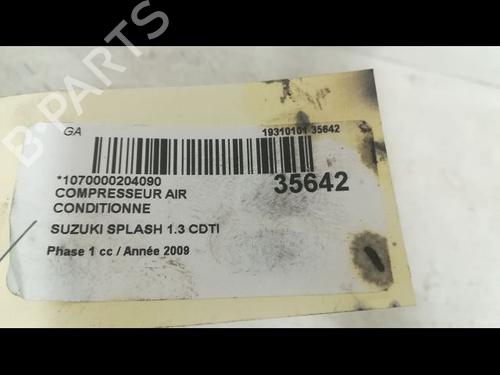 B-PARTS
GA
19310101 35642
*1070000204090
35642
COMPRESSEUR AIR
CONDITIONNE
SUZUKI SPLASH 1.3 CDTI
Phase 1 cc / Année 2009